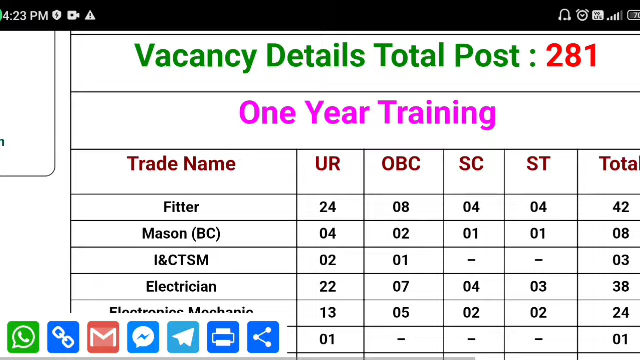 4:23 PM
Vacancy Details Total Post : 281
One Year Training
n
Trade Name UR OBC SC ST Total
Fitter 24 08 04 04 42
Mason (BC) 04 02 01 01 08
I&CTSM 02 01 – – 03
Electrician 22 07 04 03 38
Electronics Mechanic 13 05 02 02 24
01 – – – 01